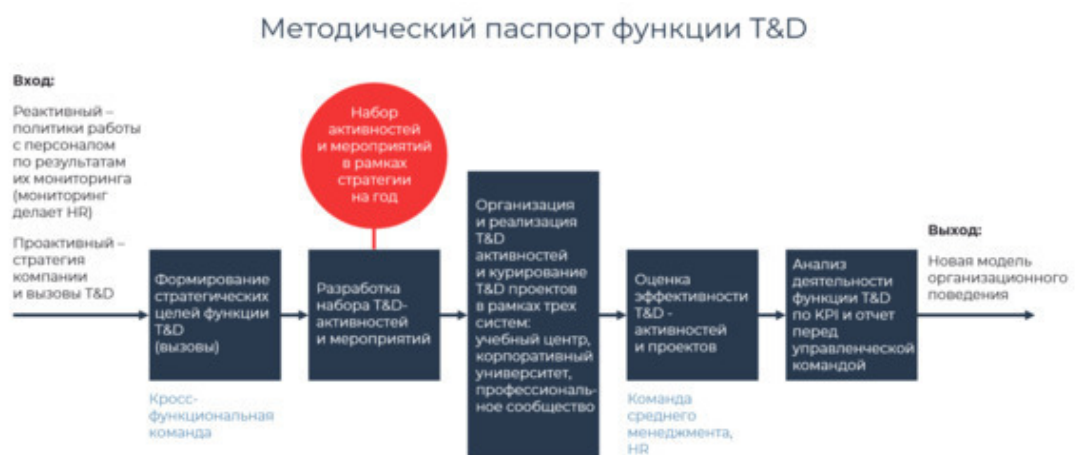 Методический паспорт функции T&D
Вход:
Реактивный –
политики работы
с персоналом
по результатам
их мониторинга
(мониторинг
делает HR)
Проактивный –
стратегия
компании
и вызовы T&D
Формирование
стратегических
целей функции
T&D
(вызовы)
Кросс-
функциональная
команда
Набор
активностей
и мероприятий
в рамках
стратегии
на год
Разработка
набора T&D-
активностей
и мероприятий
Организация
и реализация
T&D
активностей
и курирование
T&D проектов
в рамках трех
систем:
учебный центр,
корпоративный
университет,
профессиональ-
ное сообщество
Оценка
эффективности
T&D -
активностей
и проектов
Команда
среднего
менеджмента,
HR
Анализ
деятельности
функции T&D
по KPI и отчет
перед
управленческой
командой
Выход:
Новая модель
организационного
поведения